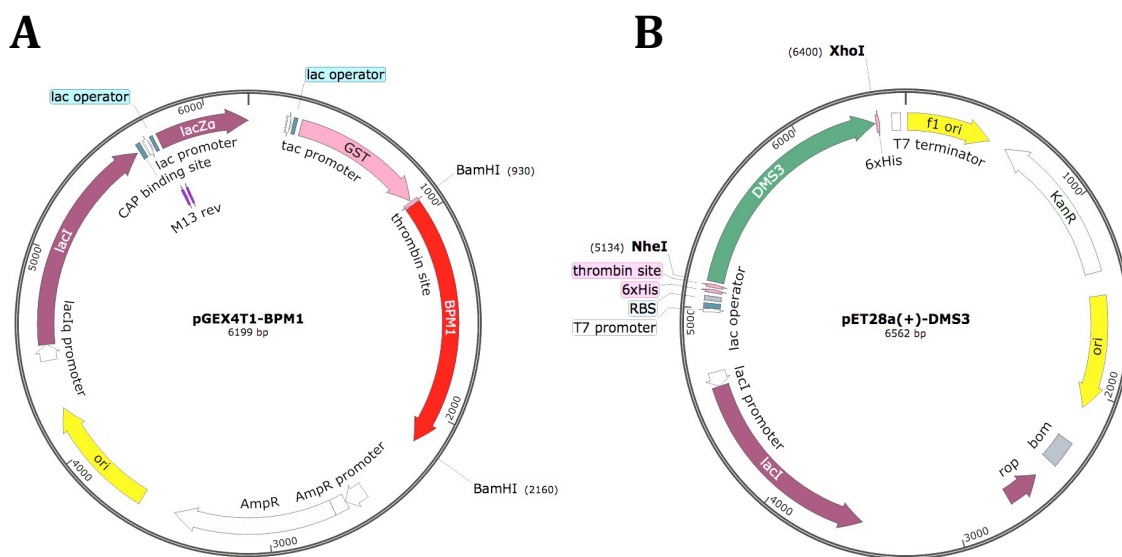 A
lac operator
lac operator
6000
lacZα
lac promoter
CAP binding site
M13 rev
tac promoter
GST
1000
BamHI (930)
thrombin site
lacI
5000
lacIq promoter
pGEX4T1-BPM1
6199 bp
BPM1
2000
BamHI (2160)
AmpR promoter
AmpR
3000
ori
4000
B
(6400) XhoI
6000
6xHis
T7 terminator
f1 ori
DMS3
1000
KanR
(5134) NheI
thrombin site
6xHis
RBS
T7 promoter
5000
lac operator
pET28a(+)-DMS3
6562 bp
ori
2000
lacI promoter
lacI
bom
rop
4000
3000